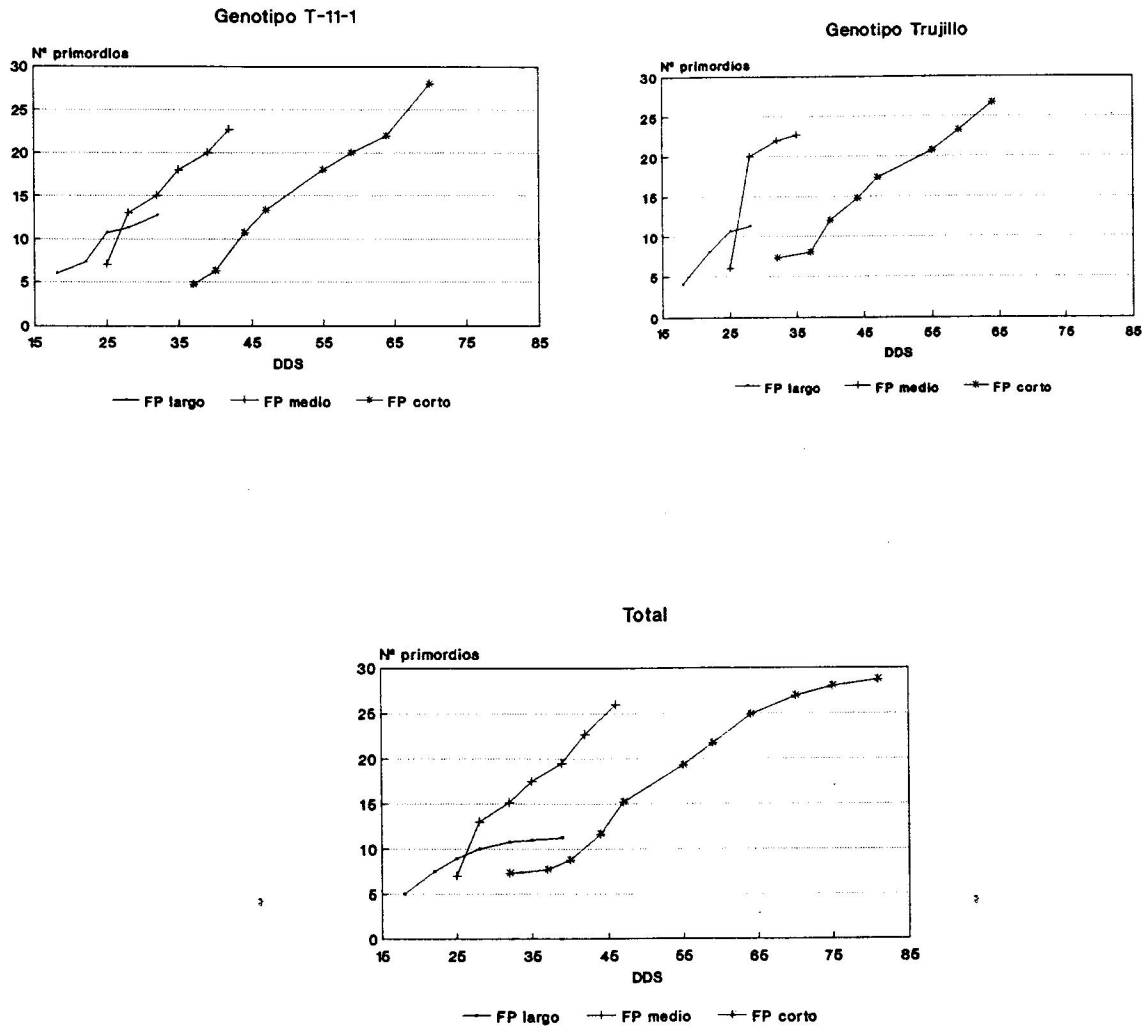 Genotipo T-11-1
Nº primordios
30
25
20
15
10
5
0
15 25 35 45 55 65 75 85
DDS
FP largo FP medio FP corto
Genotipo Trujillo
Nº primordios
30
25
20
15
10
5
0
15 25 35 45 55 65 75 85
DDS
FP largo FP medio FP corto
Total
Nº primordios
30
25
20
15
10
5
0
15 25 35 45 55 65 75 85
DDS
FP largo FP medio FP corto